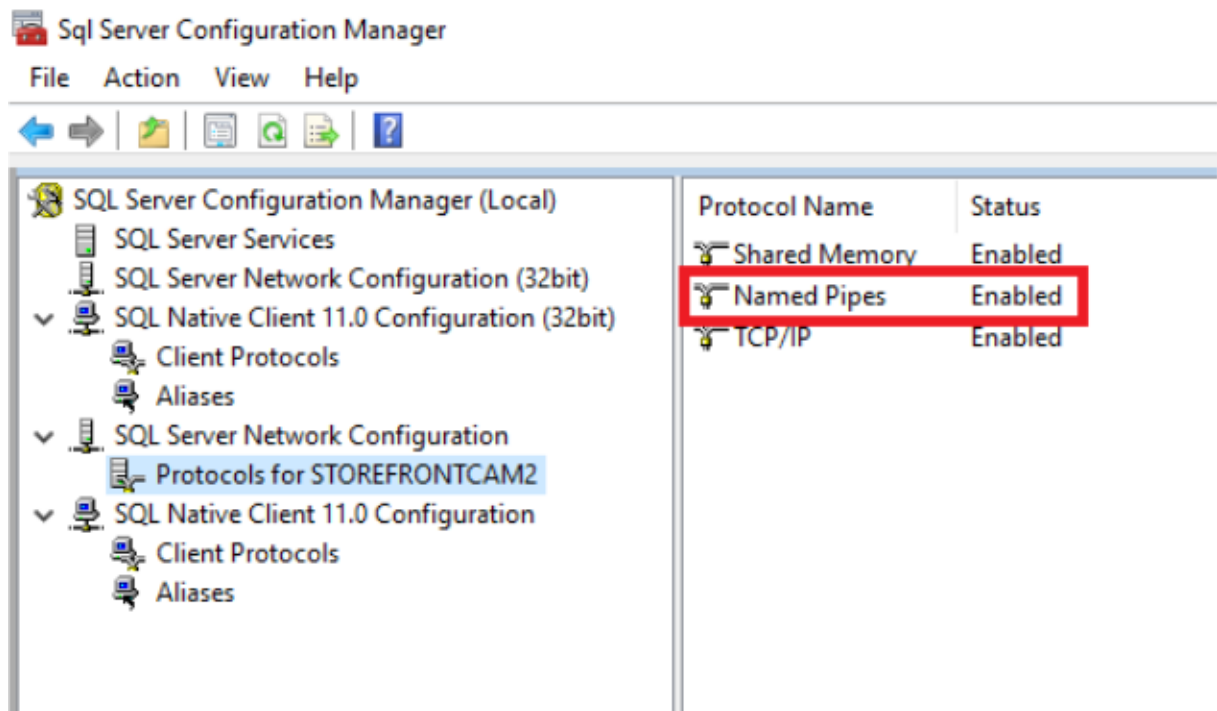 Sql Server Configuration Manager
File Action View Help
SQL Server Configuration Manager (Local)
SQL Server Services
SQL Server Network Configuration (32bit)
SQL Native Client 11.0 Configuration (32bit)
Client Protocols
Aliases
SQL Server Network Configuration
Protocols for STOREFRONTCAM2
SQL Native Client 11.0 Configuration
Client Protocols
Aliases
Protocol Name Status
Shared Memory Enabled
Named Pipes Enabled
TCP/IP Enabled